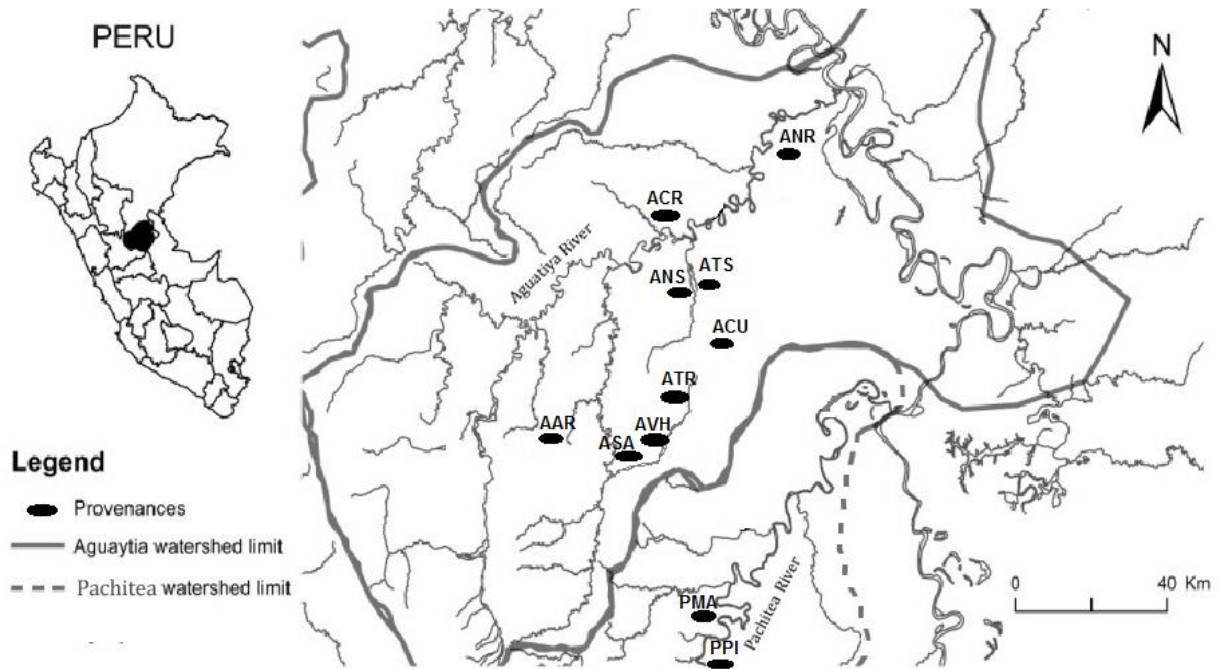 PERU
N
ANR
ACR
Aguatiya River
ANS
ATS
ACU
ATR
AAR
AVH
ASA
Legend
Provenances
Aguaytia watershed limit
Pachitea watershed limit
0 40 Km
PMA
Pachitea River
PPI